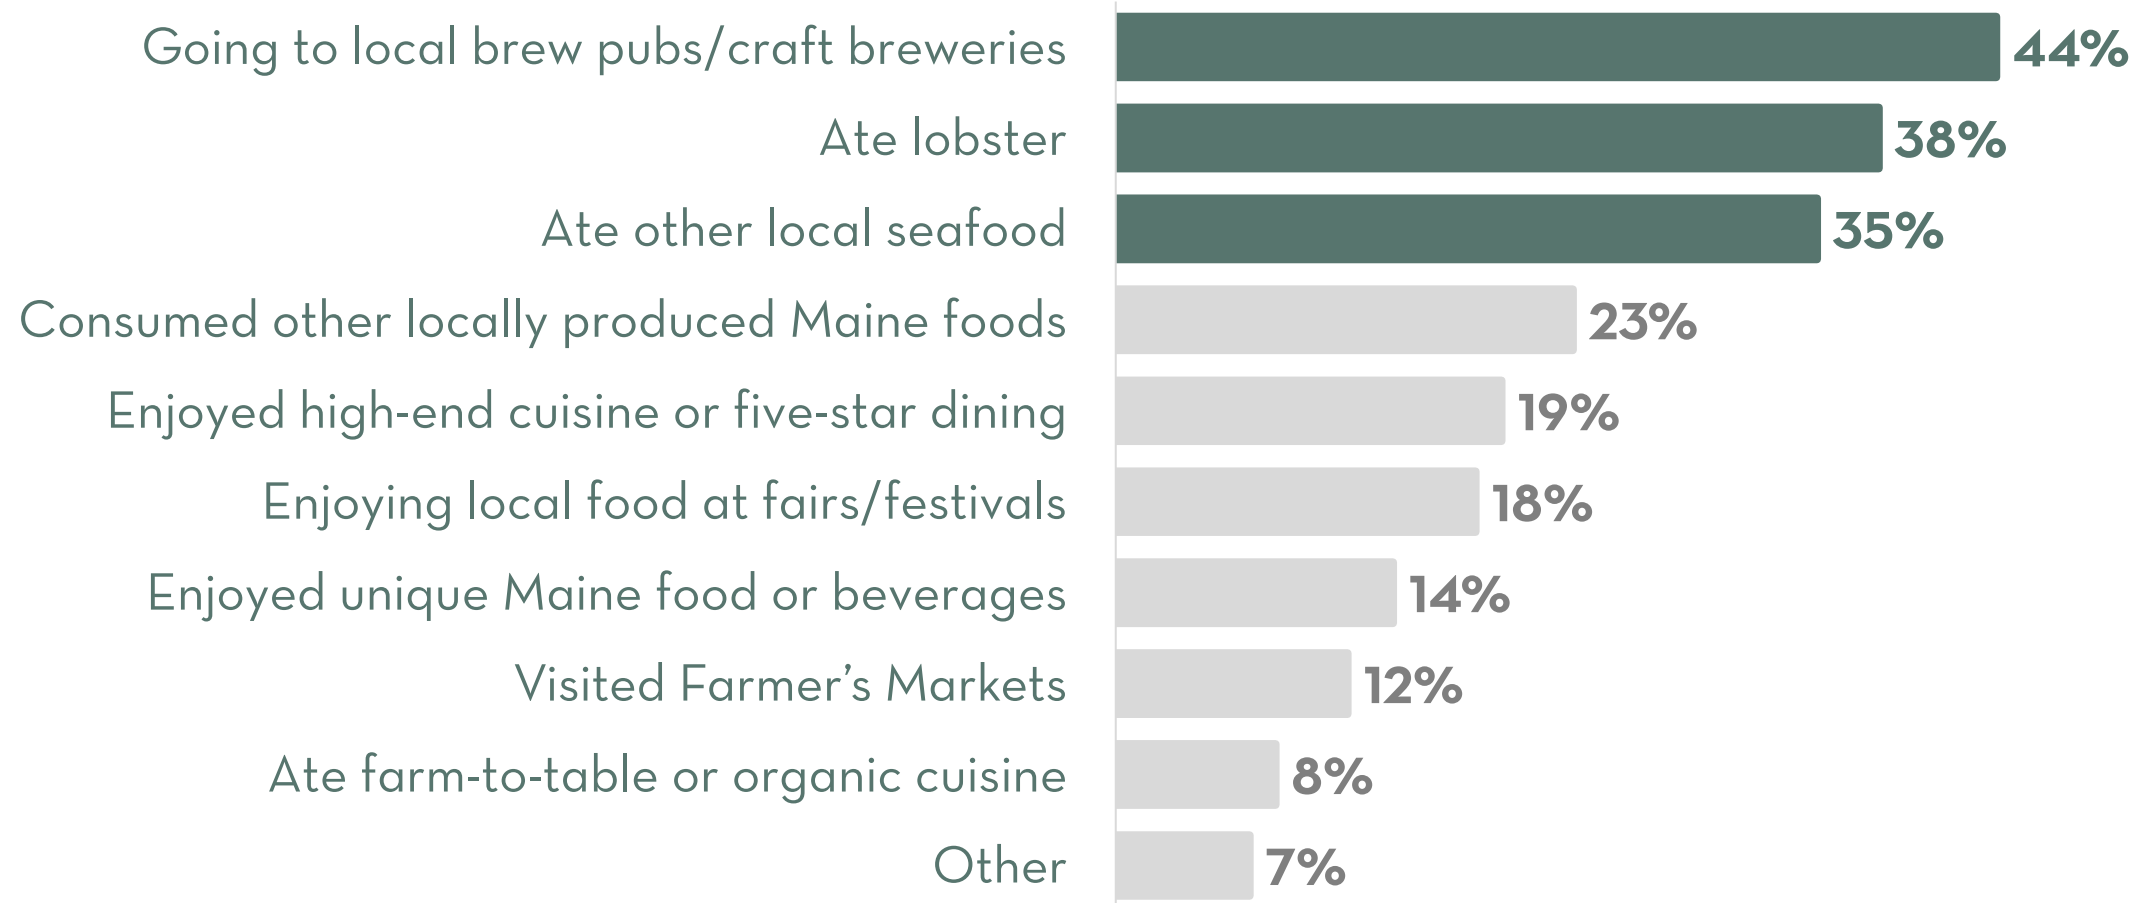 Going to local brew pubs/craft breweries 44%
Ate lobster 38%
Ate other local seafood 35%
Consumed other locally produced Maine foods 23%
Enjoyed high-end cuisine or five-star dining 19%
Enjoying local food at fairs/festivals 18%
Enjoyed unique Maine food or beverages 14%
Visited Farmer’s Markets 12%
Ate farm-to-table or organic cuisine 8%
Other 7%